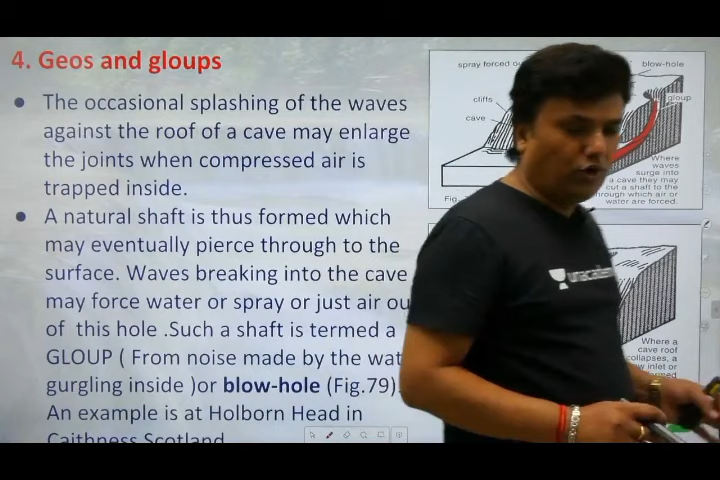 4. Geos and gloups
● The occasional splashing of the waves
against the roof of a cave may enlarge
the joints when compressed air is
trapped inside.
● A natural shaft is thus formed which
may eventually pierce through to the
surface. Waves breaking into the cave
may force water or spray or just air ou
of this hole .Such a shaft is termed a
GLOUP ( From noise made by the wat
gurgling inside )or blow-hole (Fig.79)
An example is at Holborn Head in
Caithness Scotland
spray forced ou
blow-hole
gloup
cliffs
cave
Where
waves
surge into
a cave they may
cut a shaft to the
hrough which air or
water are forced.
Fig.
Where a
cave roof
collapses, a
w inlet or
unacadem